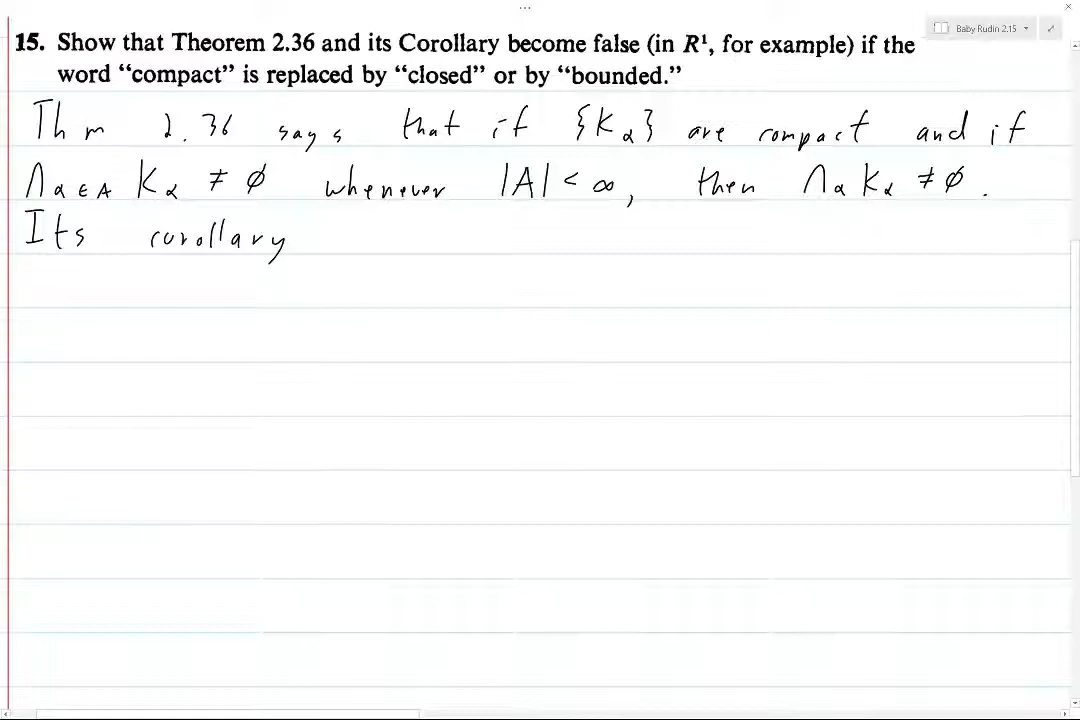 Baby Rudin 2.15
15. Show that Theorem 2.36 and its Corollary become false (in R¹, for example) if the
word “compact” is replaced by “closed” or by “bounded.”
Thm 2.36 says that if {K_α} are compact and if
∩_{α∈A} K_α ≠ ∅ whenever |A| < ∞, then ∩_α K_α ≠ ∅.
Its corollary